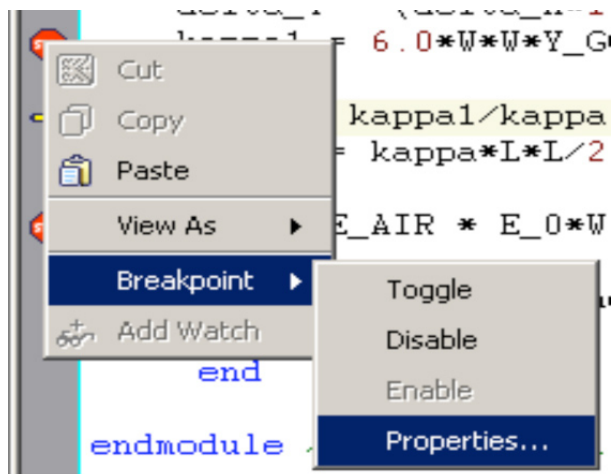 = 6.0*W*W*Y_G
Cut
Copy
kappa1/kappa
Paste
= kappa*L*L/2
View As
E_AIR * E_0*W
Breakpoint
Toggle
Add Watch
Disable
end
Enable
endmodule
Properties...